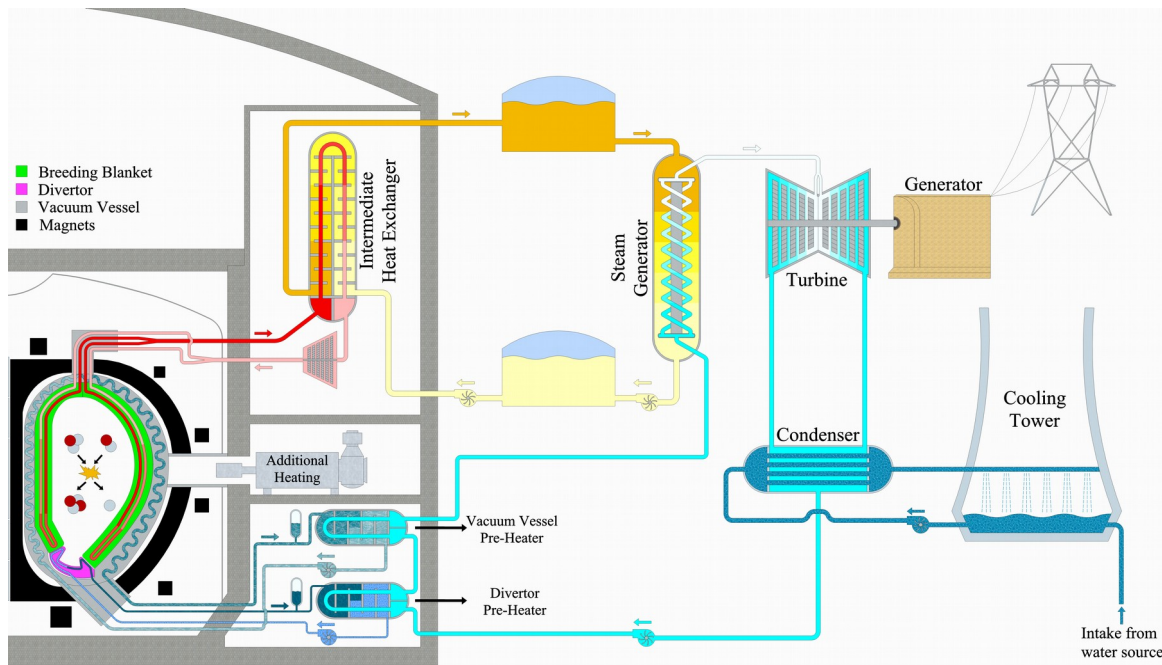 Breeding Blanket
Divertor
Vacuum Vessel
Magnets
Intermediate
Heat Exchanger
Steam
Generator
Turbine
Generator
Cooling
Tower
Condenser
Additional
Heating
Vacuum Vessel
Pre-Heater
Divertor
Pre-Heater
Intake from
water source